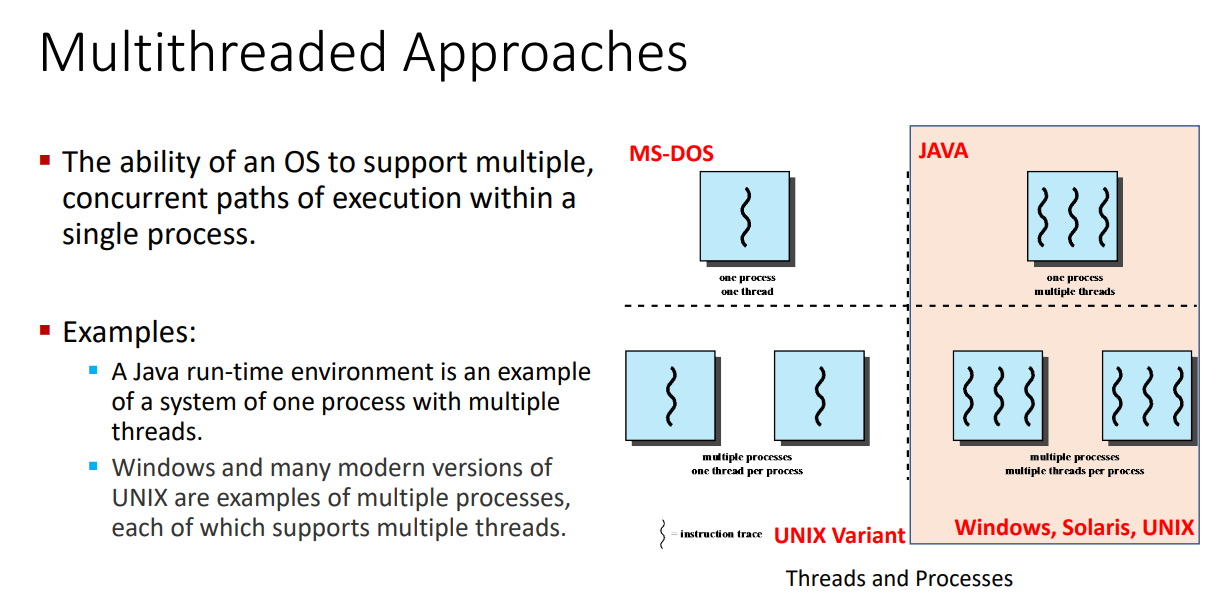 Multithreaded Approaches
▪ The ability of an OS to support multiple,
concurrent paths of execution within a
single process.
▪ Examples:
▪ A Java run-time environment is an example
of a system of one process with multiple
threads.
▪ Windows and many modern versions of
UNIX are examples of multiple processes,
each of which supports multiple threads.
MS-DOS
one process
one thread
JAVA
one process
multiple threads
multiple processes
one thread per process
multiple processes
multiple threads per process
= instruction trace
UNIX Variant
Windows, Solaris, UNIX
Threads and Processes